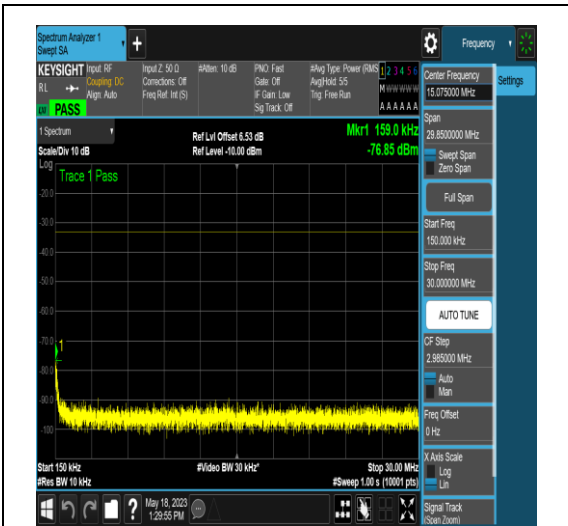 Spectrum Analyzer 1
Swept SA
+
Frequency
KEYSIGHT
RL
PASS
Input: RF
Coupling: DC
Align: Auto
Input Z: 50 Ω
Corrections: Off
Freq Ref: Int (S)
#Atten: 10 dB
PNO: Fast
Gate: Off
IF Gain: Low
Sig Track: Off
#Avg Type: Power (RMS
Avg|Hold: 5/5
Trig: Free Run
1 2 3 4 5 6
M W W W W W
A A A A A A
1 Spectrum
Scale/Div 10 dB
Ref Lvl Offset 6.53 dB
Ref Level -10.00 dBm
Mkr1 159.0 kHz
-76.85 dBm
Log
Trace 1 Pass
-20.0
-30.0
-40.0
-50.0
-60.0
-70.0
1
-80.0
-90.0
-100
Start 150 kHz
#Res BW 10 kHz
#Video BW 30 kHz*
Stop 30.00 MHz
#Sweep 1.00 s (10001 pts)
May 18, 2023
1:29:55 PM
?
Center Frequency
15.075000 MHz
Settings
Span
29.8500000 MHz
Swept Span
Zero Span
Full Span
Start Freq
150.000 kHz
Stop Freq
30.000000 MHz
AUTO TUNE
CF Step
2.985000 MHz
Auto
Man
Freq Offset
0 Hz
X Axis Scale
Log
Lin
Signal Track
(Span Zoom)